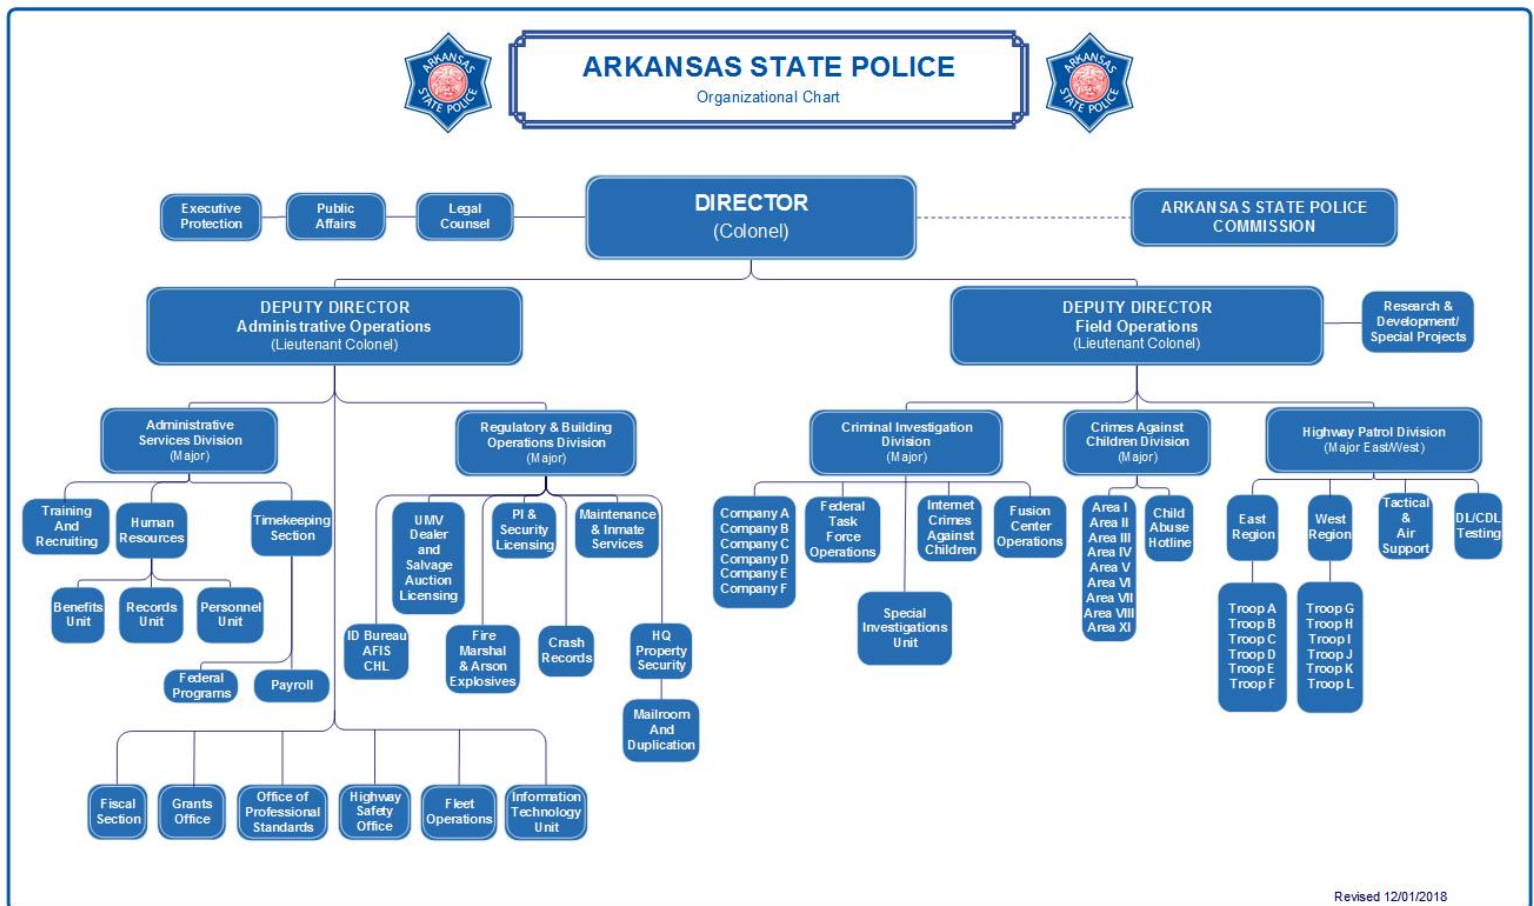 ARKANSAS
STATE POLICE
ARKANSAS STATE POLICE
Organizational Chart
ARKANSAS
STATE POLICE
Executive
Protection
Public
Affairs
Legal
Counsel
DIRECTOR
(Colonel)
ARKANSAS STATE POLICE
COMMISSION
DEPUTY DIRECTOR
Administrative Operations
(Lieutenant Colonel)
DEPUTY DIRECTOR
Field Operations
(Lieutenant Colonel)
Research &
Development/
Special Projects
Administrative
Services Division
(Major)
Regulatory & Building
Operations Division
(Major)
Criminal Investigation
Division
(Major)
Crimes Against
Children Division
(Major)
Highway Patrol Division
(Major East/West)
Training
And
Recruiting
Human
Resources
Timekeeping
Section
Benefits
Unit
Records
Unit
Personnel
Unit
Federal
Programs
Payroll
UMV
Dealer
and
Salvage
Auction
Licensing
PI &
Security
Licensing
Maintenance
& Inmate
Services
ID Bureau
AFIS
CHL
Fire
Marshal
& Arson
Explosives
Crash
Records
HQ
Property
Security
Mailroom
And
Duplication
Company A
Company B
Company C
Company D
Company E
Company F
Federal
Task
Force
Operations
Special
Investigations
Unit
Internet
Crimes
Against
Children
Fusion
Center
Operations
Area I
Area II
Area III
Area IV
Area V
Area VI
Area VII
Area VIII
Area XI
Child
Abuse
Hotline
East
Region
West
Region
Tactical
&
Air
Support
DL/CDL
Testing
Troop A
Troop B
Troop C
Troop D
Troop E
Troop F
Troop G
Troop H
Troop I
Troop J
Troop K
Troop L
Fiscal
Section
Grants
Office
Office of
Professional
Standards
Highway
Safety
Office
Fleet
Operations
Information
Technology
Unit
Revised 12/01/2018